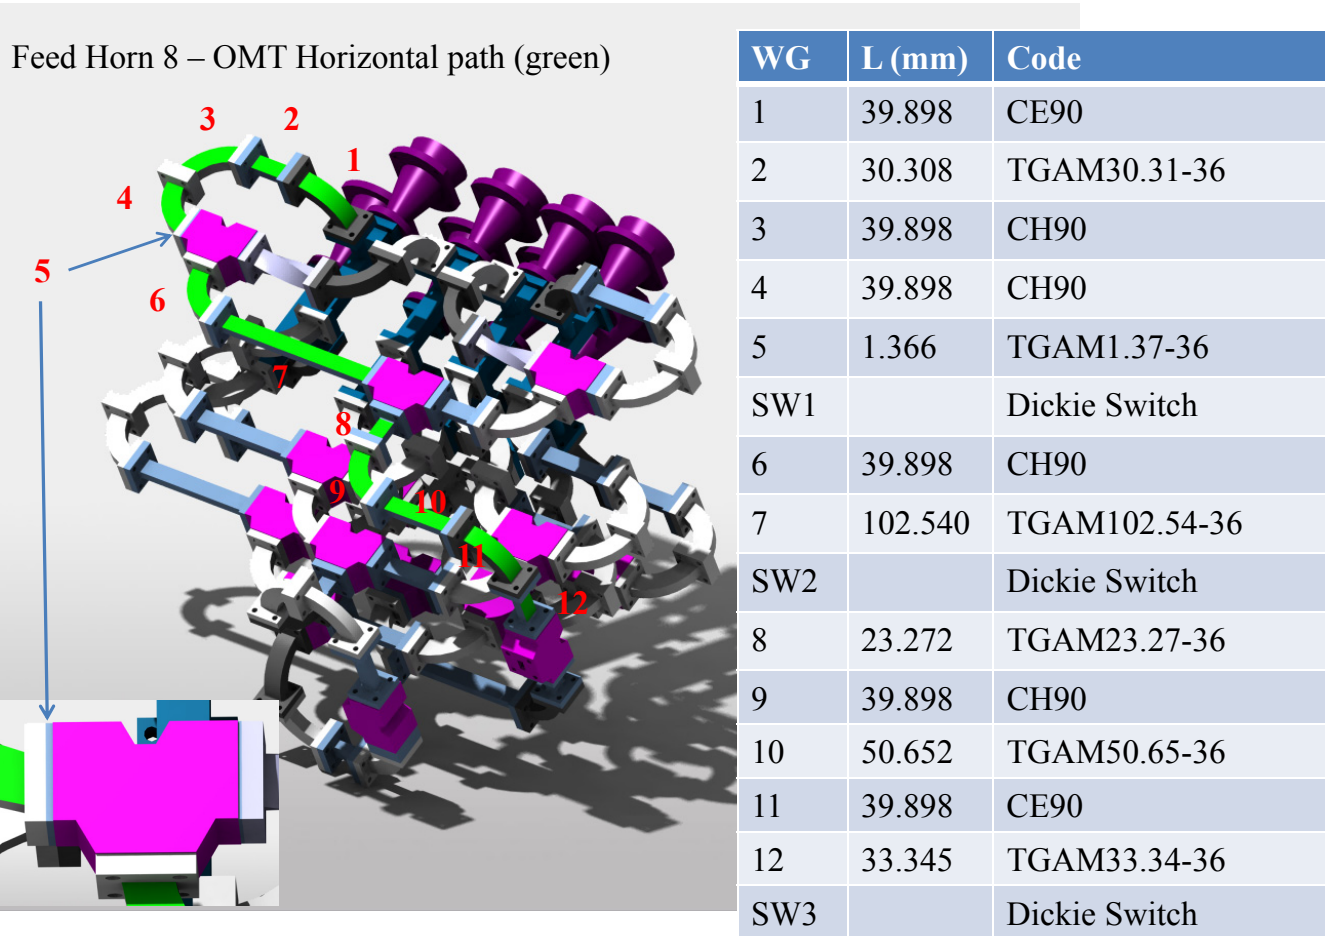 Feed Horn 8 – OMT Horizontal path (green)
3
2
1
4
5
6
7
8
9
10
11
12
WG L (mm) Code
1 39.898 CE90
2 30.308 TGAM30.31-36
3 39.898 CH90
4 39.898 CH90
5 1.366 TGAM1.37-36
SW1 Dickie Switch
6 39.898 CH90
7 102.540 TGAM102.54-36
SW2 Dickie Switch
8 23.272 TGAM23.27-36
9 39.898 CH90
10 50.652 TGAM50.65-36
11 39.898 CE90
12 33.345 TGAM33.34-36
SW3 Dickie Switch